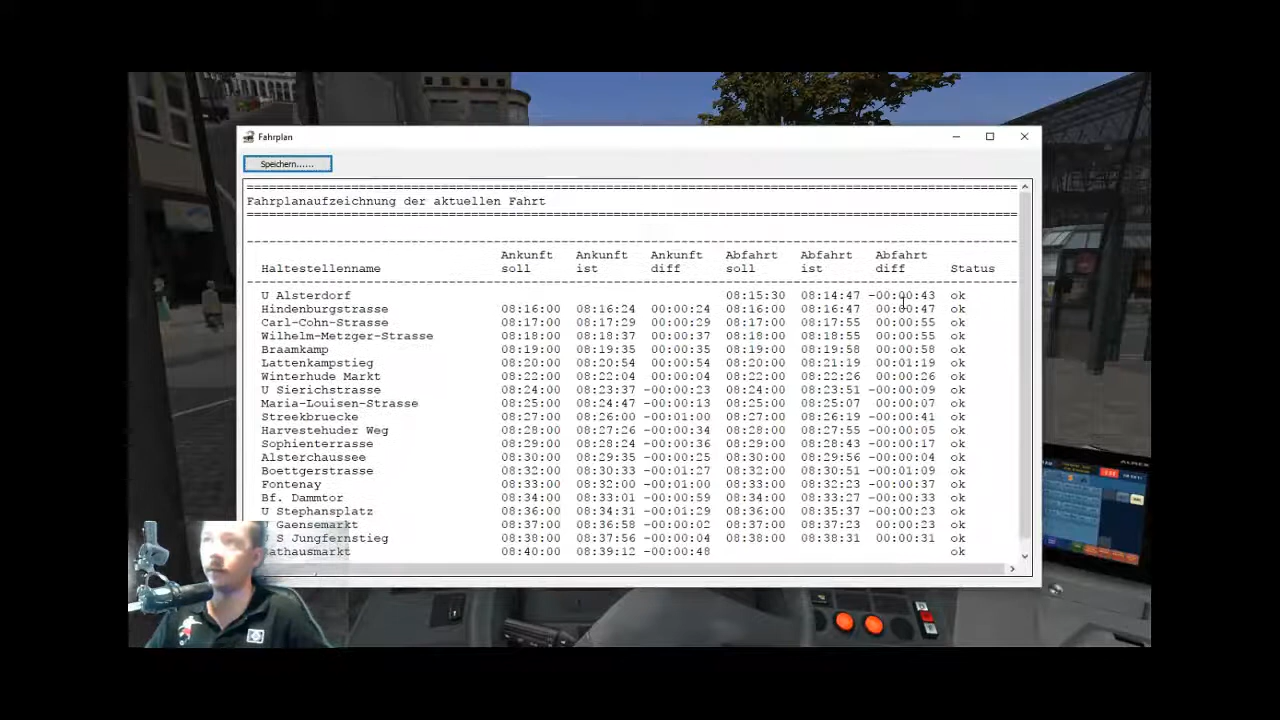 Fahrplan
Speichern......
Fahrplanaufzeichnung der aktuellen Fahrt
Ankunft Ankunft Ankunft Abfahrt Abfahrt Abfahrt
Haltestellenname soll ist diff soll ist diff Status
U Alsterdorf 08:15:30 08:14:47 -00:00:43 ok
Hindenburgstrasse 08:16:00 08:16:24 00:00:24 08:16:00 08:16:47 00:00:47 ok
Carl-Cohn-Strasse 08:17:00 08:17:29 00:00:29 08:17:00 08:17:55 00:00:55 ok
Wilhelm-Metzger-Strasse 08:18:00 08:18:37 00:00:37 08:18:00 08:18:55 00:00:55 ok
Braamkamp 08:19:00 08:19:35 00:00:35 08:19:00 08:19:58 00:00:58 ok
Lattenkampstieg 08:20:00 08:20:54 00:00:54 08:20:00 08:21:19 00:01:19 ok
Winterhude Markt 08:22:00 08:22:04 00:00:04 08:22:00 08:22:26 00:00:26 ok
U Sierichstrasse 08:24:00 08:23:37 -00:00:23 08:24:00 08:23:51 -00:00:09 ok
Maria-Louisen-Strasse 08:25:00 08:24:47 -00:00:13 08:25:00 08:25:07 00:00:07 ok
Streekbruecke 08:27:00 08:26:00 -00:01:00 08:27:00 08:26:19 -00:00:41 ok
Harvestehuder Weg 08:28:00 08:27:26 -00:00:34 08:28:00 08:27:55 -00:00:05 ok
Sophienterrasse 08:29:00 08:28:24 -00:00:36 08:29:00 08:28:43 -00:00:17 ok
Alsterchaussee 08:30:00 08:29:35 -00:00:25 08:30:00 08:29:56 -00:00:04 ok
Boettgerstrasse 08:32:00 08:30:33 -00:01:27 08:32:00 08:30:51 -00:01:09 ok
Fontenay 08:33:00 08:32:00 -00:01:00 08:33:00 08:32:23 -00:00:37 ok
Bf. Dammtor 08:34:00 08:33:01 -00:00:59 08:34:00 08:33:27 -00:00:33 ok
U Stephansplatz 08:36:00 08:34:31 -00:01:29 08:36:00 08:35:37 -00:00:23 ok
Gaensemarkt 08:37:00 08:36:58 -00:00:02 08:37:00 08:37:23 00:00:23 ok
S Jungfernstieg 08:38:00 08:37:56 -00:00:04 08:38:00 08:38:31 00:00:31 ok
athausmarkt 08:40:00 08:39:12 -00:00:48 ok